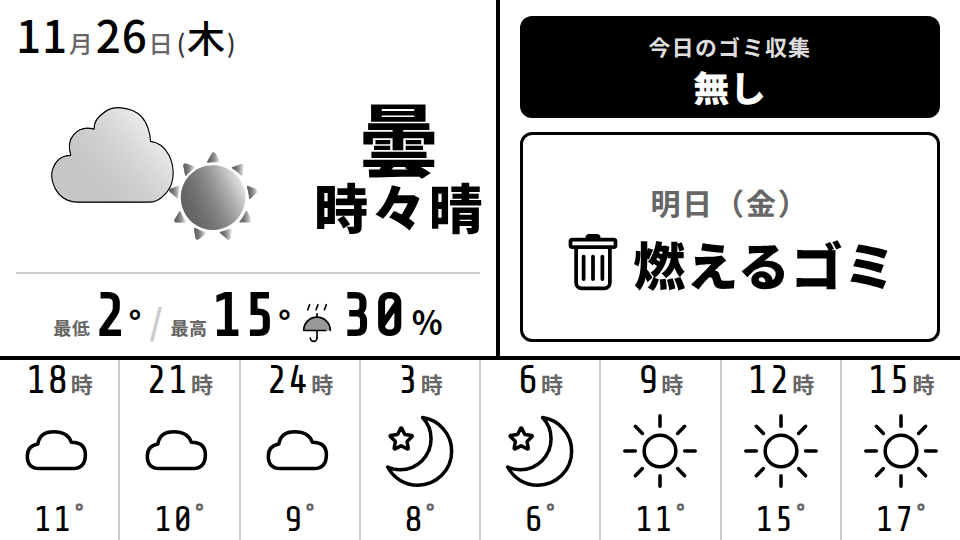 11月26日(木)
曇
時々晴
最低 2° / 最高 15° 30%
今日のゴミ収集
無し
明日（金）
燃えるゴミ
18時 21時 24時 3時 6時 9時 12時 15時
11° 10° 9° 8° 6° 11° 15° 17°